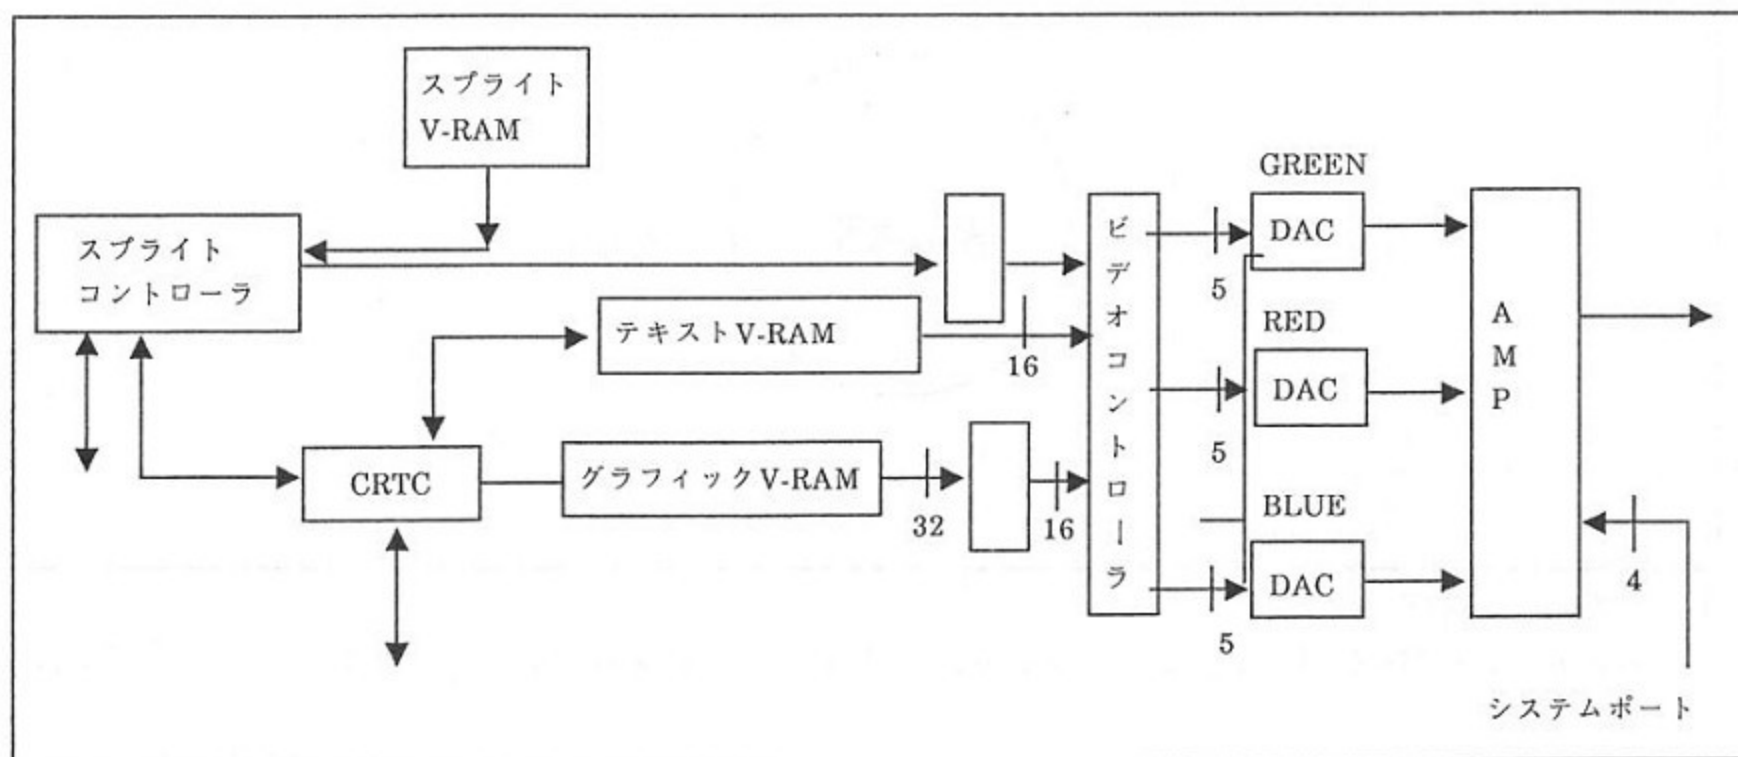 スプライト
V-RAM
スプライト
コントローラ
テキストV-RAM
16
CRTC
グラフィックV-RAM
32
16
ビデオコントローラ
GREEN
DAC
5
RED
DAC
5
BLUE
DAC
5
AMP
4
システムポート